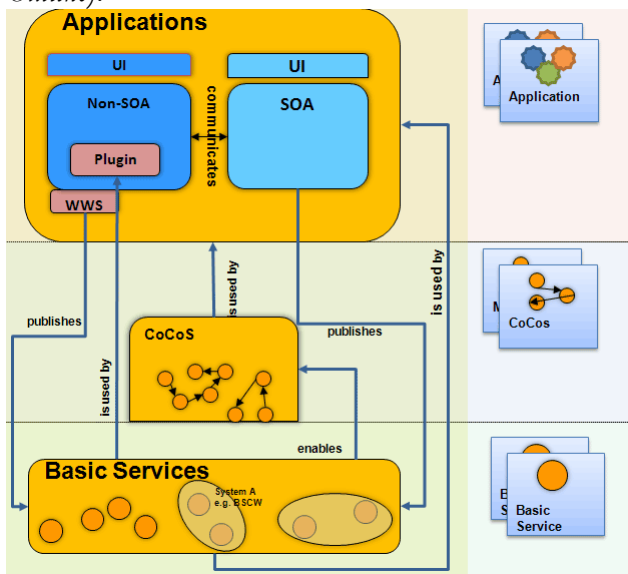 Applications
UI
UI
Non-SOA
SOA
communicates
Plugin
WWS
A
Application
is used by
is used by
publishes
publishes
CoCoS
M
CoCos
is used by
enables
Basic Services
System A
e.g. BSCW
B
S
Basic
Service